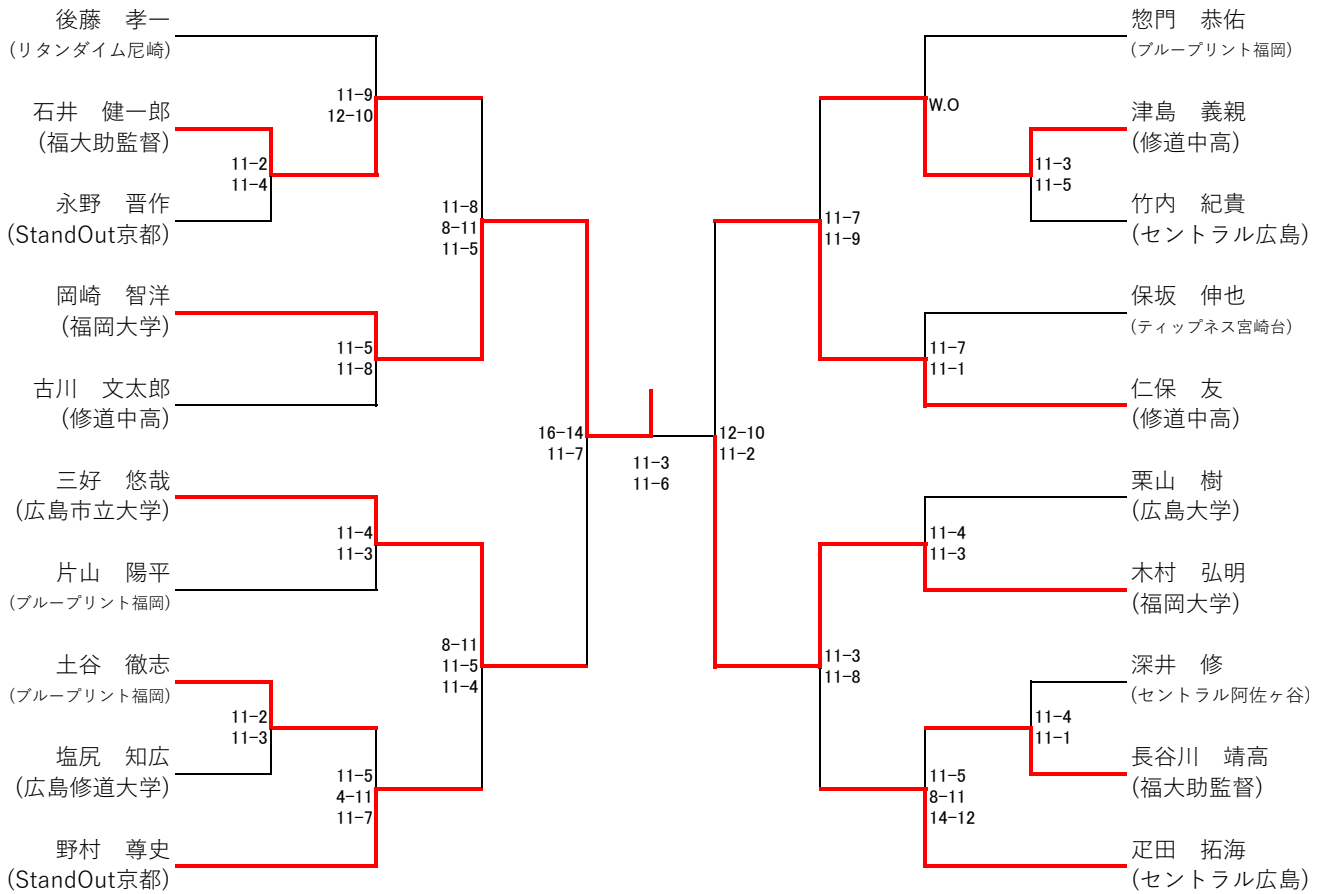 後藤　孝一
(リタンダイム尼崎)
石井　健一郎
(福大助監督)
永野　晋作
(StandOut京都)
岡崎　智洋
(福岡大学)
古川　文太郎
(修道中高)
三好　悠哉
(広島市立大学)
片山　陽平
(ブループリント福岡)
土谷　徹志
(ブループリント福岡)
塩尻　知広
(広島修道大学)
野村　尊史
(StandOut京都)
11-9
12-10
11-2
11-4
11-8
8-11
11-5
11-5
11-8
16-14
11-7
11-4
11-3
8-11
11-5
11-4
11-2
11-3
11-5
4-11
11-7
11-3
11-6
12-10
11-2
W.O
11-3
11-5
11-7
11-9
11-7
11-1
11-4
11-3
11-3
11-8
11-4
11-1
11-5
8-11
14-12
惣門　恭佑
(ブループリント福岡)
津島　義親
(修道中高)
竹内　紀貴
(セントラル広島)
保坂　伸也
(ティップネス宮崎台)
仁保　友
(修道中高)
栗山　樹
(広島大学)
木村　弘明
(福岡大学)
深井　修
(セントラル阿佐ヶ谷)
長谷川　靖高
(福大助監督)
疋田　拓海
(セントラル広島)